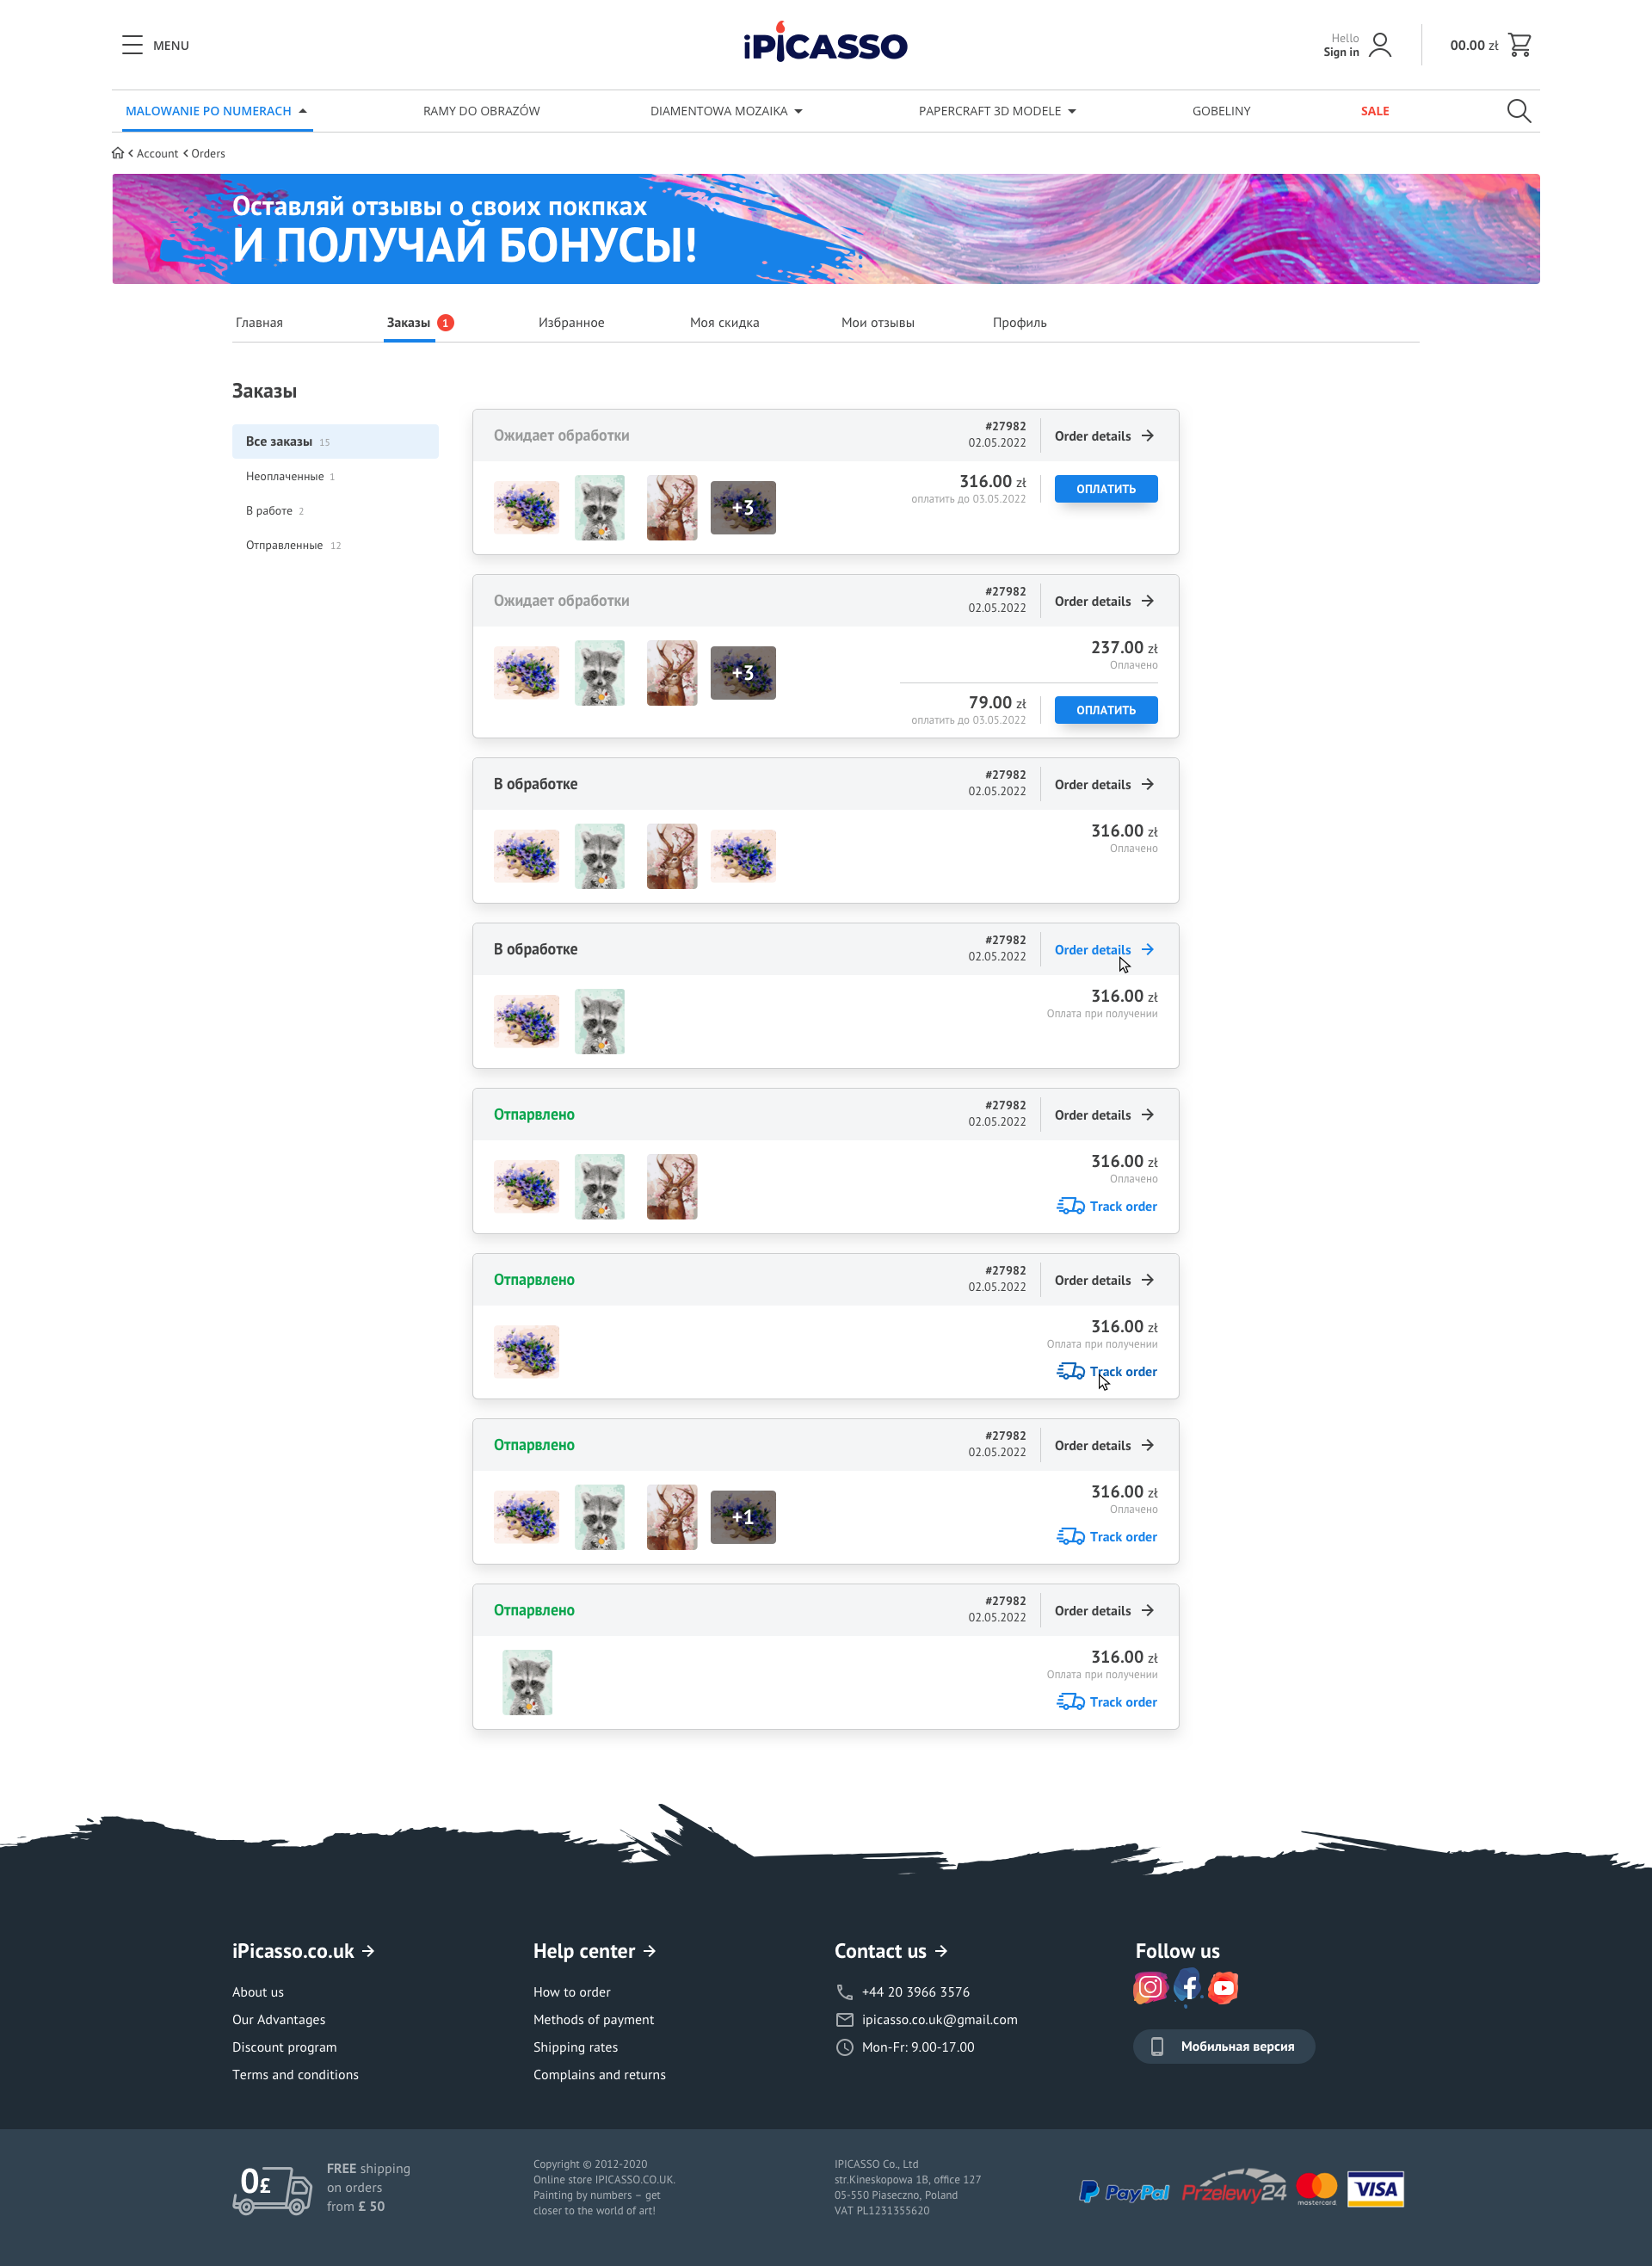 MENU
iPICASSO
Hello
Sign in
00.00 zł
MALOWANIE PO NUMERACH
RAMY DO OBRAZÓW
DIAMENTOWA MOZAIKA
PAPERCRAFT 3D MODELE
GOBELINY
SALE
Account
Orders
Оставляй отзывы о своих покпках
И ПОЛУЧАЙ БОНУСЫ!
Главная
Заказы 1
Избранное
Моя скидка
Мои отзывы
Профиль
Заказы
Все заказы 15
Неоплаченные 1
В работе 2
Отправленные 12
Ожидает обработки
#27982
02.05.2022
Order details
+3
316.00 zł
оплатить до 03.05.2022
ОПЛАТИТЬ
Ожидает обработки
#27982
02.05.2022
Order details
+3
237.00 zł
Оплачено
79.00 zł
оплатить до 03.05.2022
ОПЛАТИТЬ
В обработке
#27982
02.05.2022
Order details
316.00 zł
Оплачено
В обработке
#27982
02.05.2022
Order details
316.00 zł
Оплата при получении
Отпарвлено
#27982
02.05.2022
Order details
316.00 zł
Оплачено
Track order
Отпарвлено
#27982
02.05.2022
Order details
316.00 zł
Оплата при получении
Track order
Отпарвлено
#27982
02.05.2022
Order details
+1
316.00 zł
Оплачено
Track order
Отпарвлено
#27982
02.05.2022
Order details
316.00 zł
Оплата при получении
Track order
iPicasso.co.uk
About us
Our Advantages
Discount program
Terms and conditions
Help center
How to order
Methods of payment
Shipping rates
Complains and returns
Contact us
+44 20 3966 3576
ipicasso.co.uk@gmail.com
Mon-Fr: 9.00-17.00
Follow us
Мобильная версия
0£
FREE shipping
on orders
from £ 50
Copyright © 2012-2020
Online store IPICASSO.CO.UK.
Painting by numbers – get
closer to the world of art!
IPICASSO Co., Ltd
str.Kineskopowa 1B, office 127
05-550 Piaseczno, Poland
VAT PL1231355620
PayPal
Przelewy24
mastercard
VISA